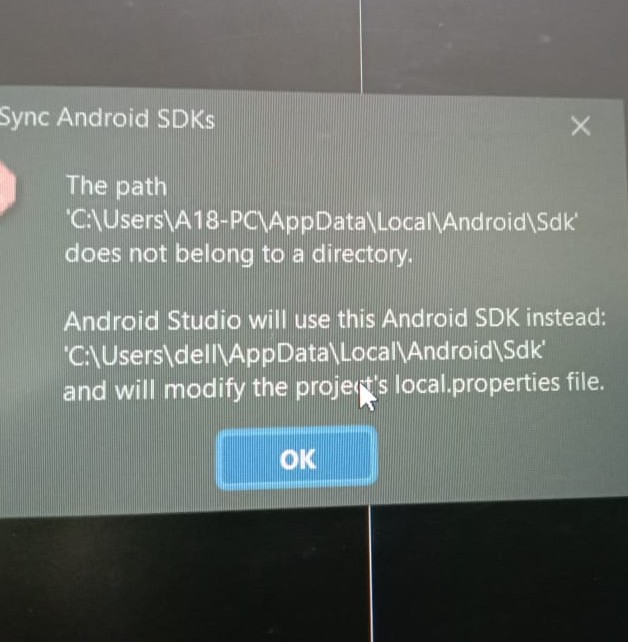 Sync Android SDKs
The path
'C:\Users\A18-PC\AppData\Local\Android\Sdk'
does not belong to a directory.
Android Studio will use this Android SDK instead:
'C:\Users\dell\AppData\Local\Android\Sdk'
and will modify the project's local.properties file.
OK